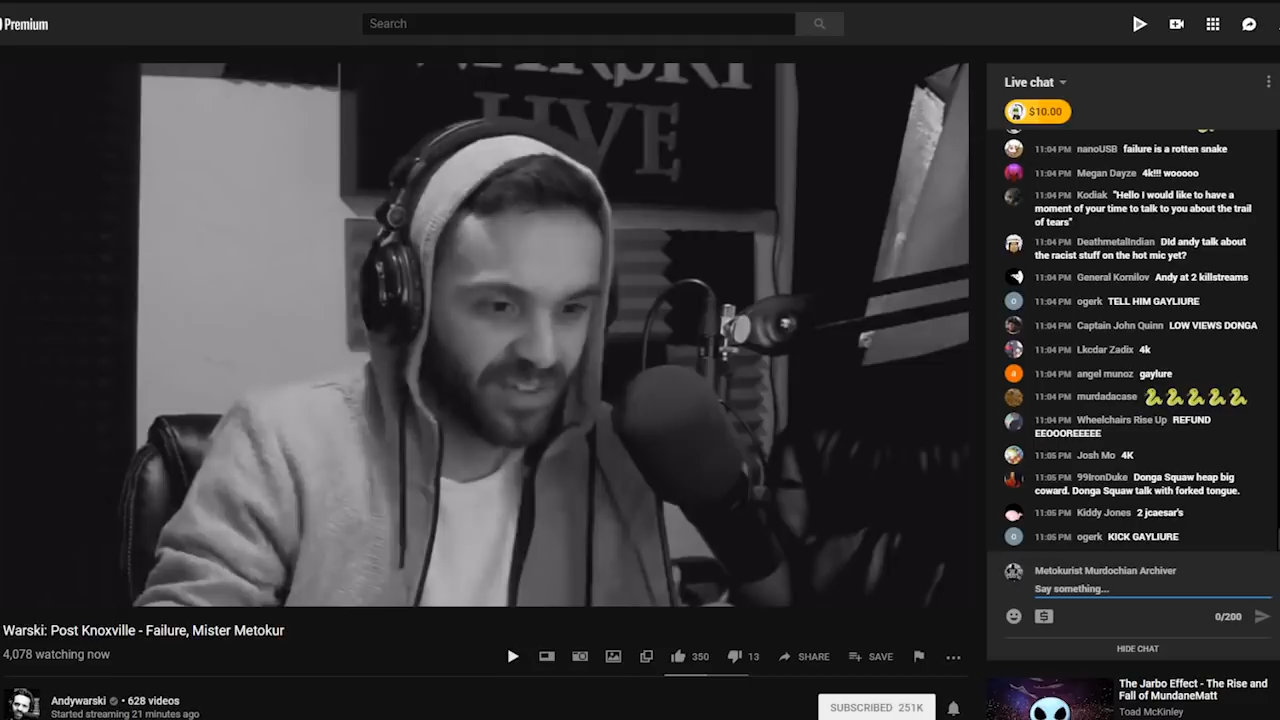 Premium
Search
WARSKI
LIVE
Live chat
$10.00
11:04 PM nanoUSB failure is a rotten snake
11:04 PM Megan Dayze 4k!!! wooooo
11:04 PM Kodiak "Hello I would like to have a
moment of your time to talk to you about the trail
of tears"
11:04 PM DeathmetalIndian DId andy talk about
the racist stuff on the hot mic yet?
11:04 PM General Kornilov Andy at 2 killstreams
11:04 PM ogerk TELL HIM GAYLIURE
11:04 PM Captain John Quinn LOW VIEWS DONGA
11:04 PM Lkcdar Zadix 4k
11:04 PM angel munoz gaylure
11:04 PM murdadacase
11:04 PM Wheelchairs Rise Up REFUND
EEOOOREEEEE
11:05 PM Josh Mo 4K
11:05 PM 99IronDuke Donga Squaw heap big
coward. Donga Squaw talk with forked tongue.
11:05 PM Kiddy Jones 2 jcaesar's
11:05 PM ogerk KICK GAYLIURE
Metokurist Murdochian Archiver
Say something...
0/200
HIDE CHAT
Warski: Post Knoxville - Failure, Mister Metokur
4,078 watching now
350
13
SHARE
SAVE
Andywarski • 628 videos
Started streaming 21 minutes ago
SUBSCRIBED 251K
The Jarbo Effect - The Rise and
Fall of MundaneMatt
Toad McKinley